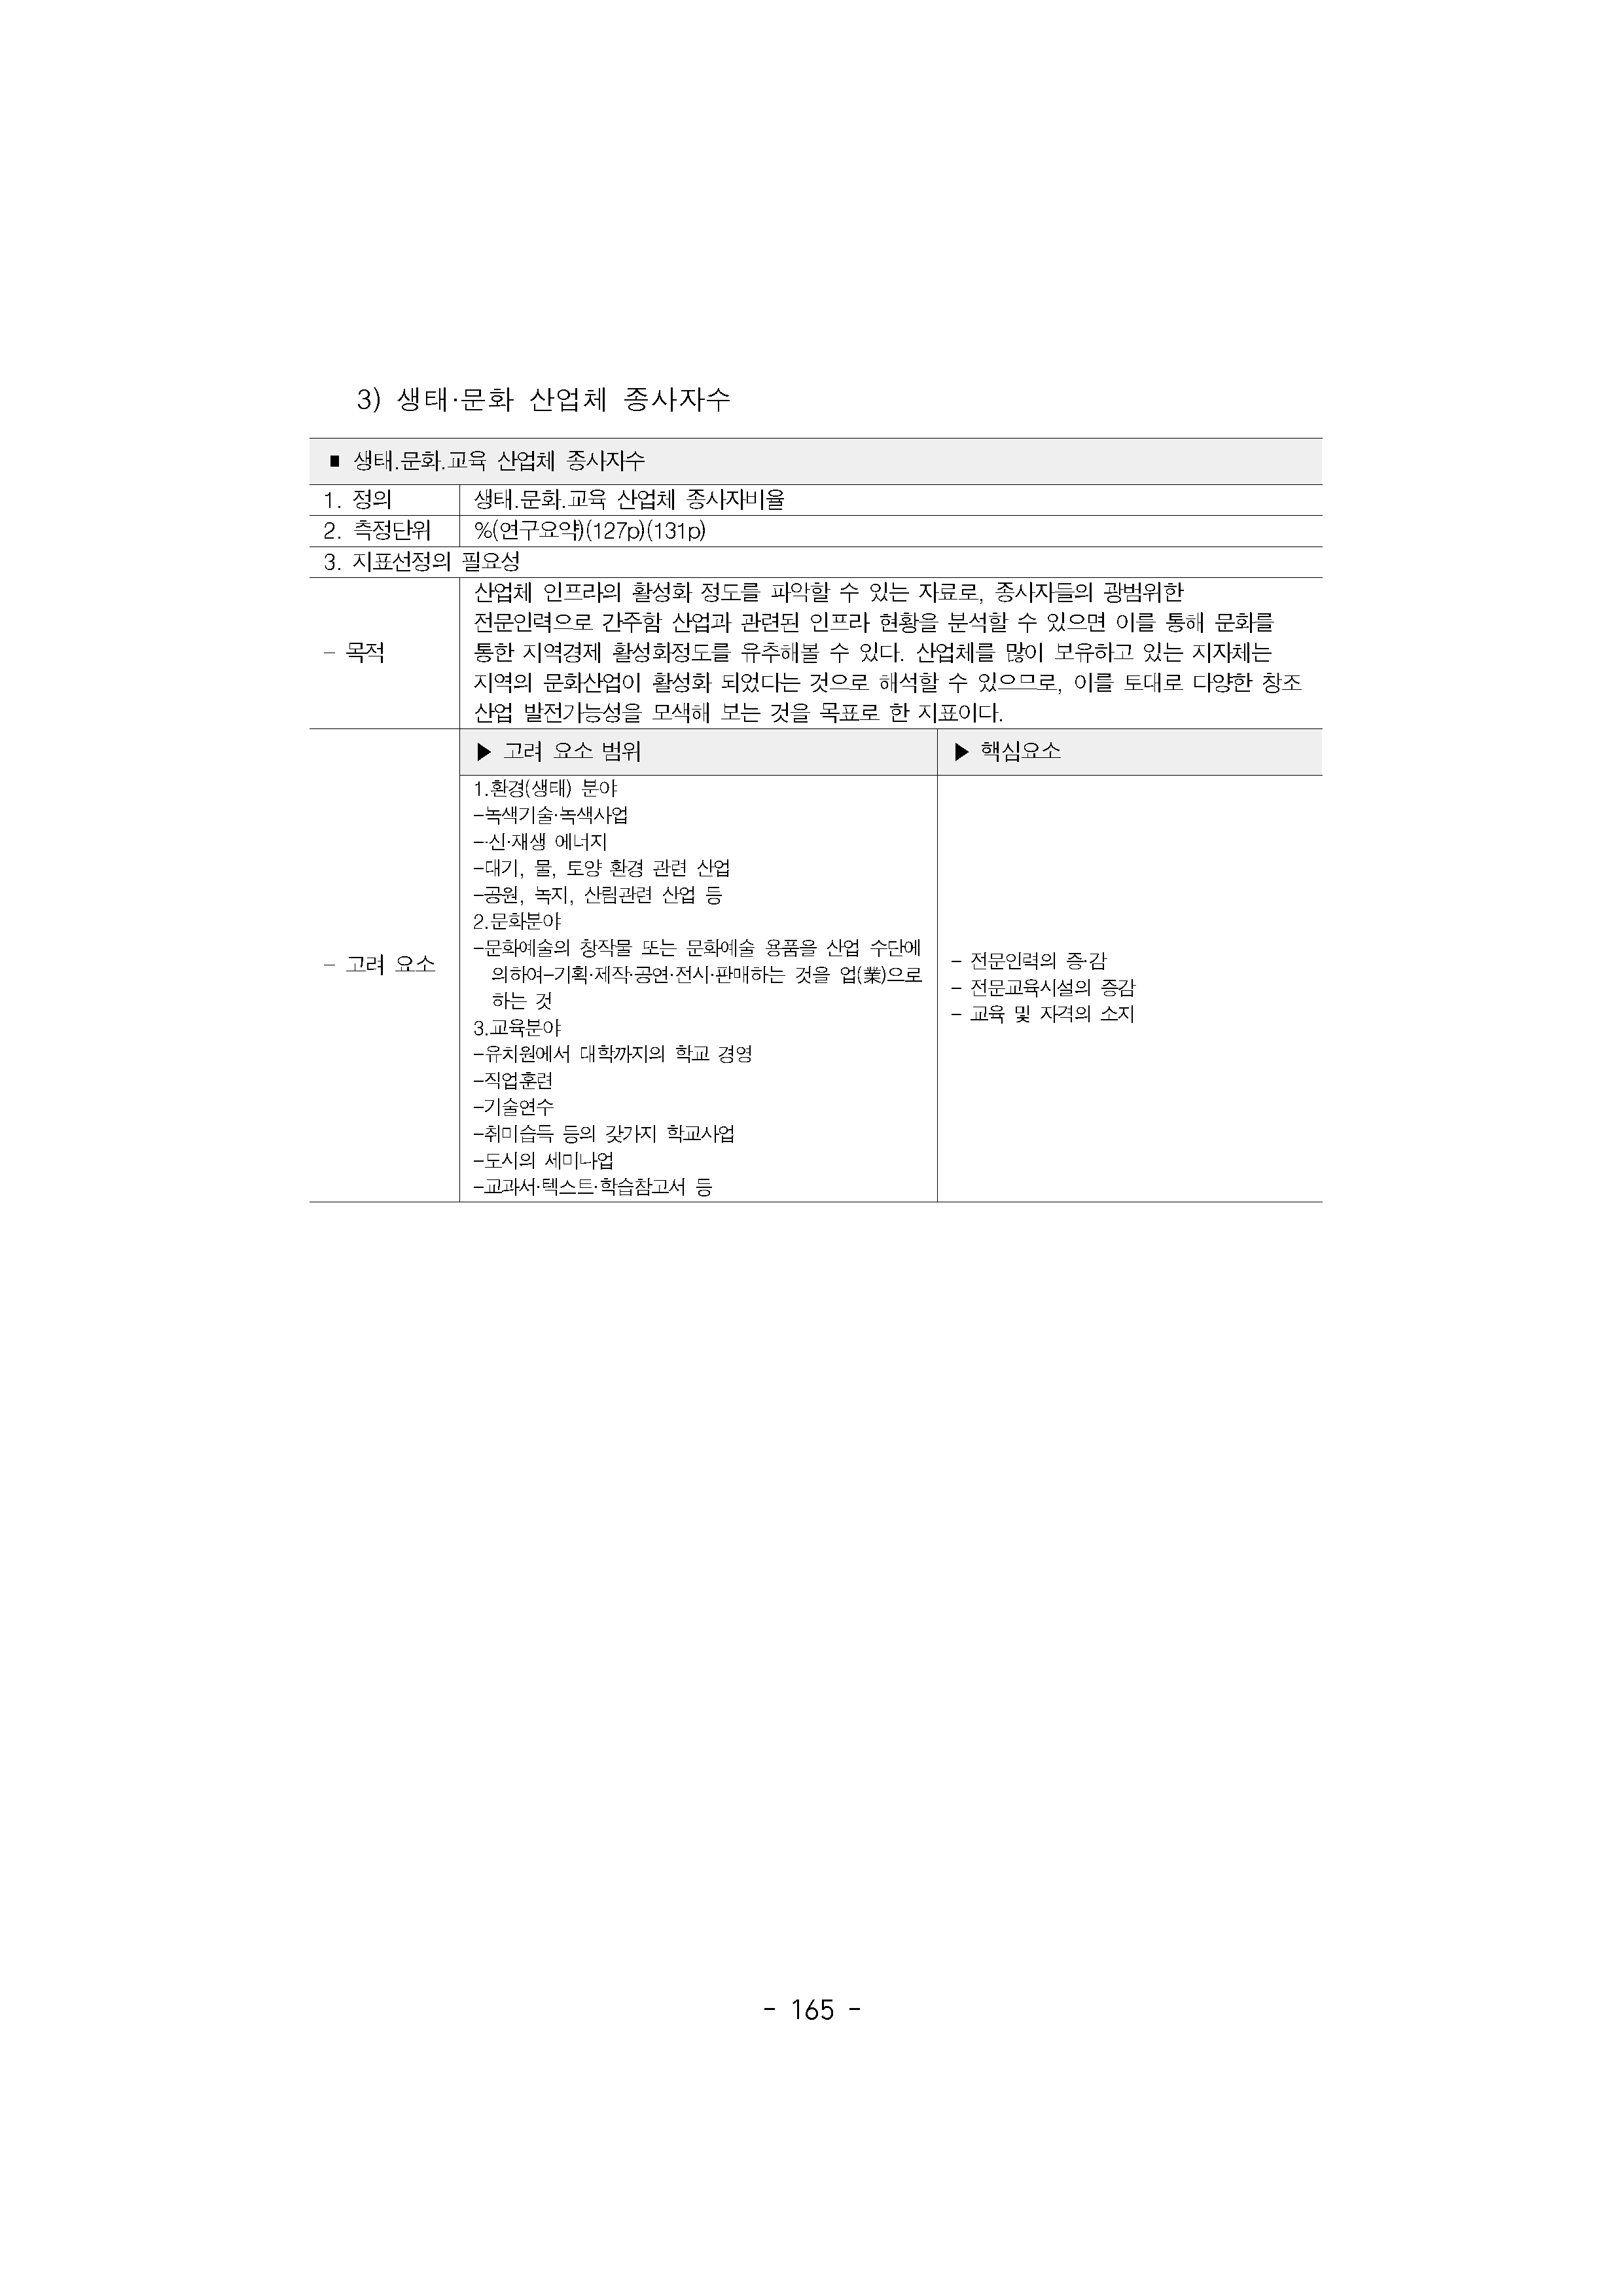 3) 생태·문화 산업체 종사자수
■ 생태.문화.교육 산업체 종사자수
1. 정의 생태.문화.교육 산업체 종사자비율
2. 측정단위 %(연구요약)(127p)(131p)
3. 지표선정의 필요성
- 목적
산업체 인프라의 활성화 정도를 파악할 수 있는 자료로, 종사자들의 광범위한
전문인력으로 간주함 산업과 관련된 인프라 현황을 분석할 수 있으면 이를 통해 문화를
통한 지역경제 활성화정도를 유추해볼 수 있다. 산업체를 많이 보유하고 있는 지자체는
지역의 문화산업이 활성화 되었다는 것으로 해석할 수 있으므로, 이를 토대로 다양한 창조
산업 발전가능성을 모색해 보는 것을 목표로 한 지표이다.
- 고려 요소
▶ 고려 요소 범위
1.환경(생태) 분야
-녹색기술·녹색사업
-·신·재생 에너지
-대기, 물, 토양 환경 관련 산업
-공원, 녹지, 산림관련 산업 등
2.문화분야
-문화예술의 창작물 또는 문화예술 용품을 산업 수단에
의하여-기획·제작·공연·전시·판매하는 것을 업(業)으로
하는 것
3.교육분야
-유치원에서 대학까지의 학교 경영
-직업훈련
-기술연수
-취미습득 등의 갖가지 학교사업
-도시의 세미나업
-교과서·텍스트·학습참고서 등
▶ 핵심요소
- 전문인력의 증·감
- 전문교육시설의 증감
- 교육 및 자격의 소지
- 165 -